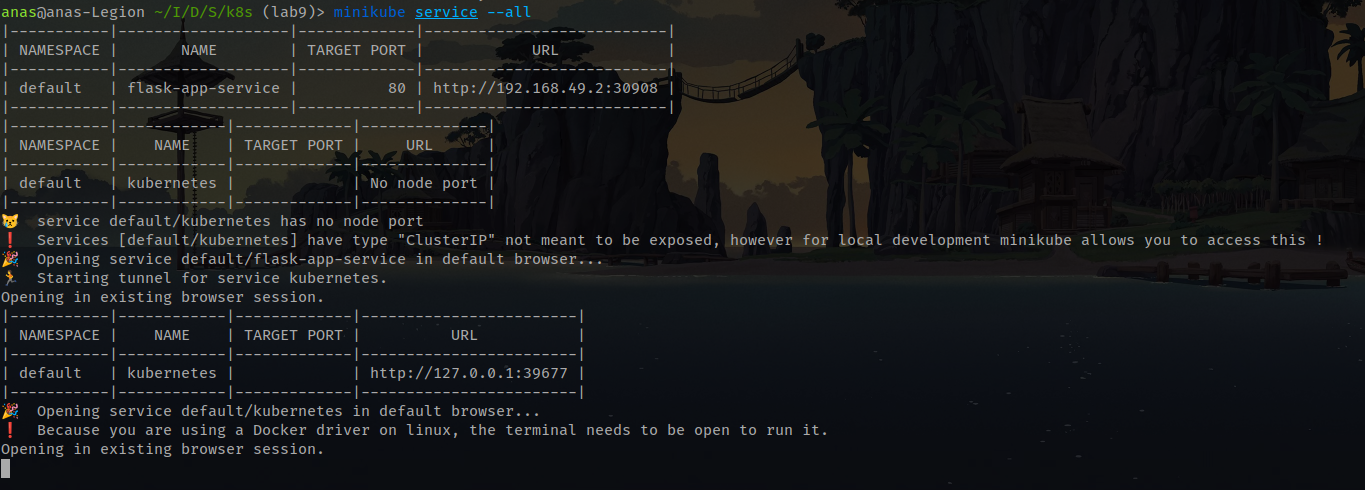 anas@anas-Legion ~/I/D/S/k8s (lab9)> minikube service --all
|-----------|-------------------|-------------|---------------------------|
| NAMESPACE |       NAME        | TARGET PORT |            URL            |
|-----------|-------------------|-------------|---------------------------|
| default   | flask-app-service |          80 | http://192.168.49.2:30908 |
|-----------|-------------------|-------------|---------------------------|
|-----------|------------|-------------|--------------|
| NAMESPACE |    NAME    | TARGET PORT |     URL      |
|-----------|------------|-------------|--------------|
| default   | kubernetes |             | No node port |
|-----------|------------|-------------|--------------|
😿  service default/kubernetes has no node port
❗  Services [default/kubernetes] have type "ClusterIP" not meant to be exposed, however for local development minikube allows you to access this !
🎉  Opening service default/flask-app-service in default browser...
🏃  Starting tunnel for service kubernetes.
Opening in existing browser session.
|-----------|------------|-------------|------------------------|
| NAMESPACE |    NAME    | TARGET PORT |          URL           |
|-----------|------------|-------------|------------------------|
| default   | kubernetes |             | http://127.0.0.1:39677 |
|-----------|------------|-------------|------------------------|
🎉  Opening service default/kubernetes in default browser...
❗  Because you are using a Docker driver on linux, the terminal needs to be open to run it.
Opening in existing browser session.